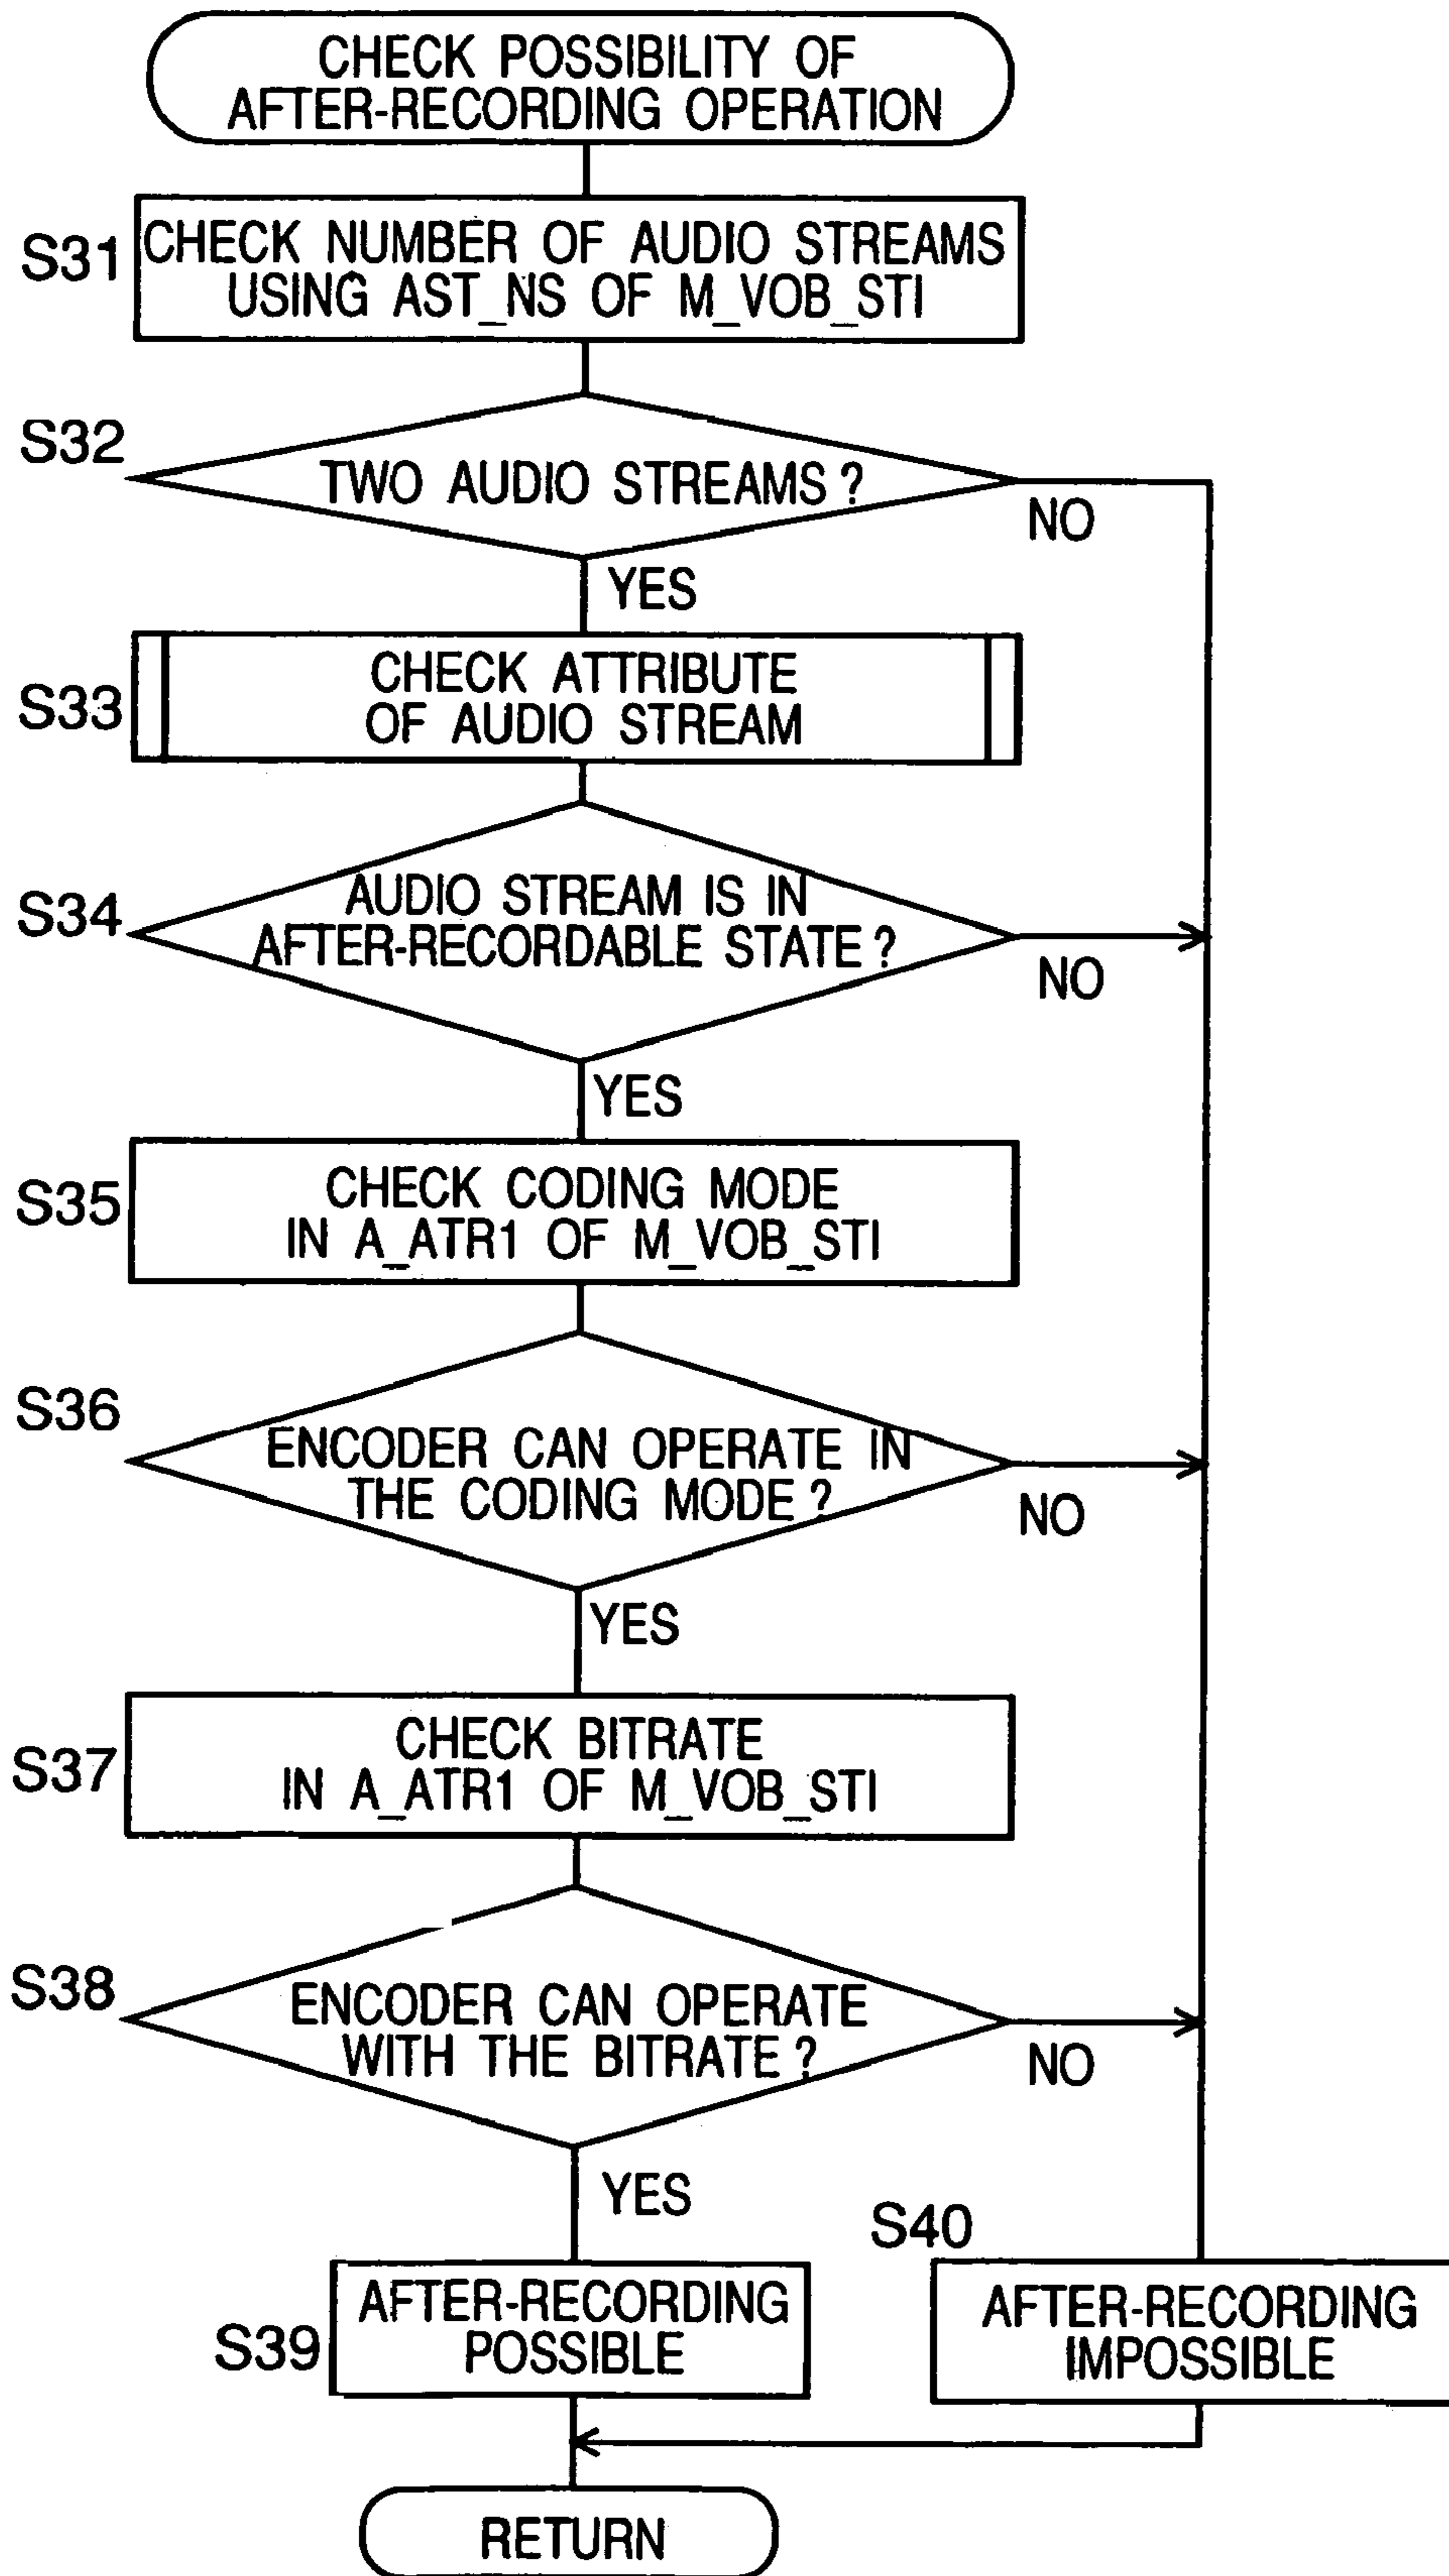 CHECK POSSIBILITY OF
AFTER-RECORDING OPERATION
S31
CHECK NUMBER OF AUDIO STREAMS
USING AST_NS OF M_VOB_STI
S32
TWO AUDIO STREAMS ?
NO
YES
S33
CHECK ATTRIBUTE
OF AUDIO STREAM
S34
AUDIO STREAM IS IN
AFTER-RECORDABLE STATE ?
NO
YES
S35
CHECK CODING MODE
IN A_ATR1 OF M_VOB_STI
S36
ENCODER CAN OPERATE IN
THE CODING MODE ?
NO
YES
S37
CHECK BITRATE
IN A_ATR1 OF M_VOB_STI
S38
ENCODER CAN OPERATE
WITH THE BITRATE ?
NO
YES
S39
AFTER-RECORDING
POSSIBLE
S40
AFTER-RECORDING
IMPOSSIBLE
RETURN